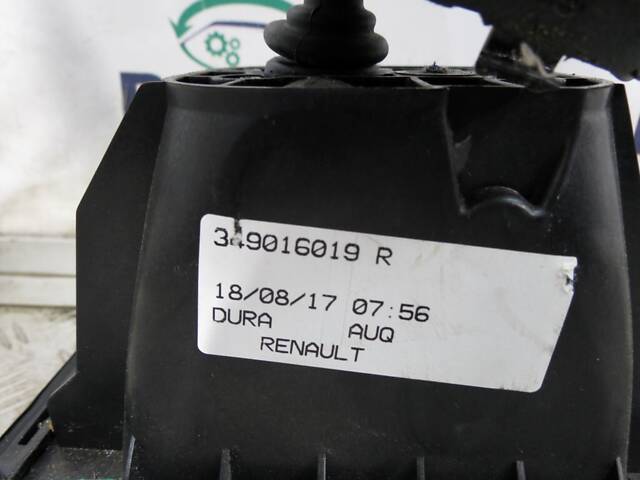 349016019 R
18/08/17 07:56
DURA AUQ
RENAULT